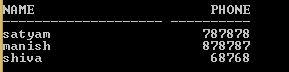 NAME PHONE
-------------------- ----------
satyam 787878
manish 878787
shiva 68768